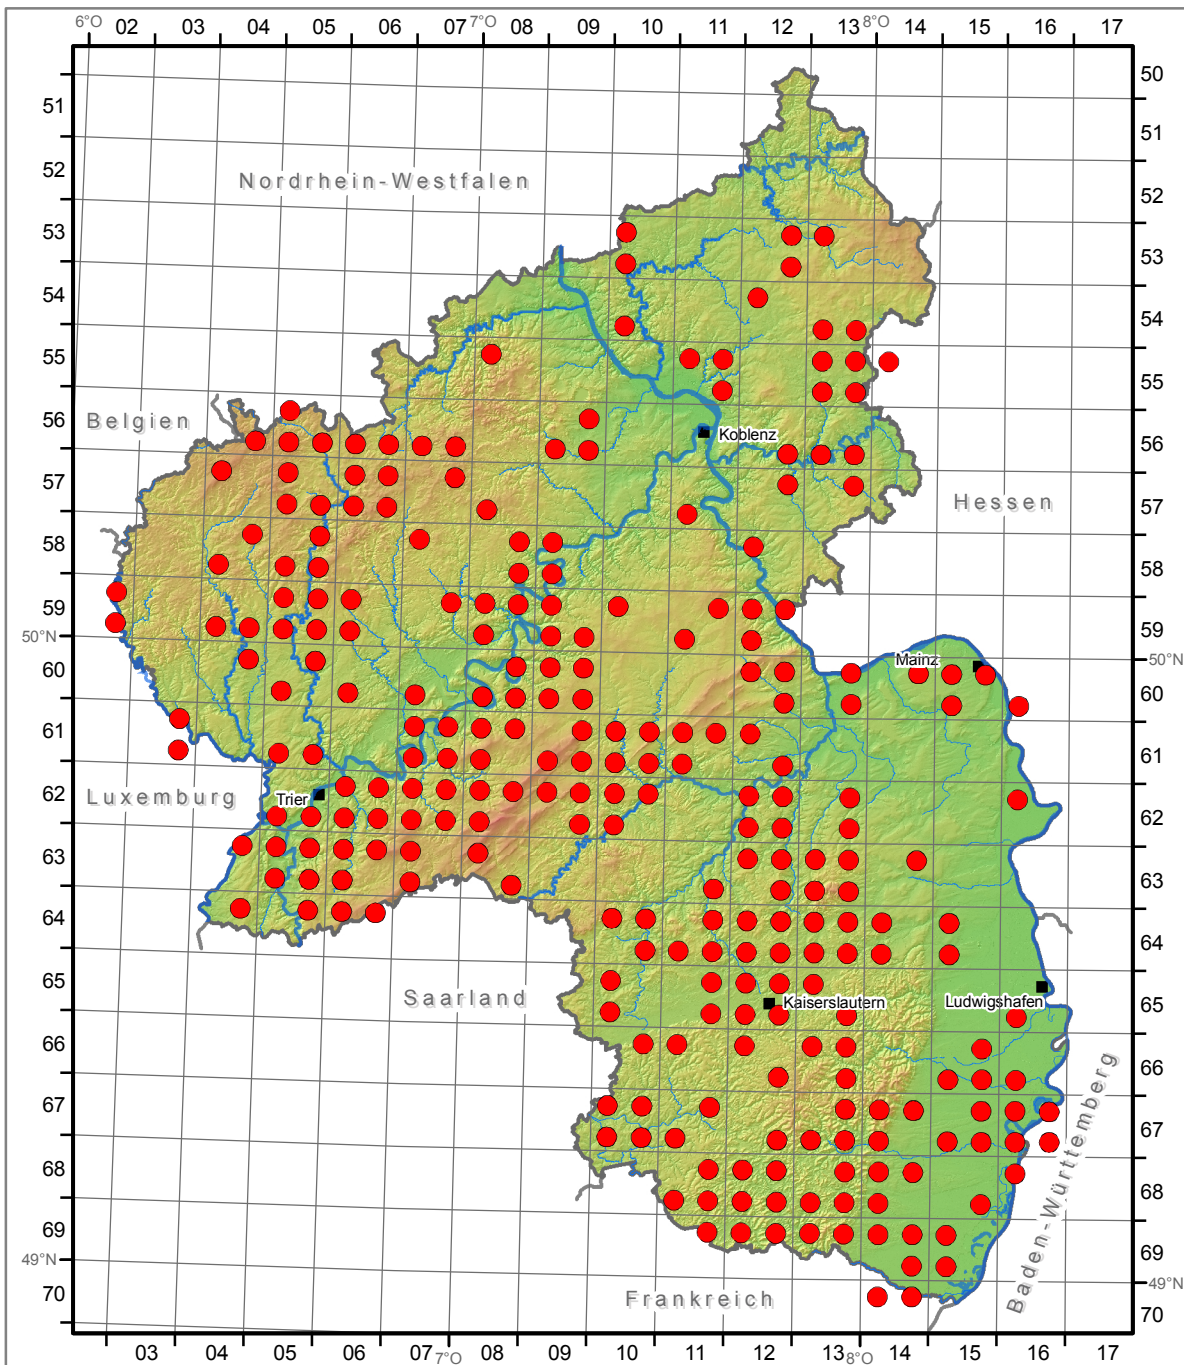 6°O 02 03 04 05 06 07 7°O 08 09 10 11 12 13 8°O 14 15 16 17
50
51
51
52
Nordrhein-Westfalen
52
53
53
54
54
55
55
56
Belgien
Koblenz
56
57
Hessen
57
58
58
59
59
50°N
Mainz
50°N
60
60
61
61
Luxemburg
Trier
62
62
63
63
64
64
65
Saarland
Kaiserslautern
Ludwigshafen
65
66
66
67
67
68
68
69
69
49°N
49°N
70
Frankreich
Baden-Württemberg
70
03 04 05 06 07 7°O 08 09 10 11 12 13 8°O 14 15 16 17